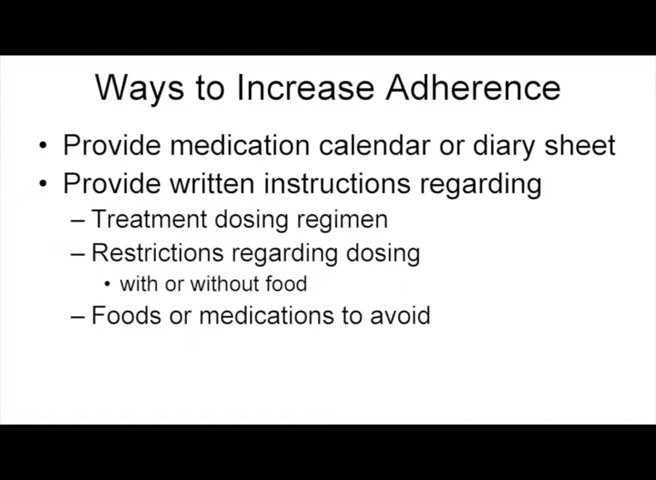 Ways to Increase Adherence
• Provide medication calendar or diary sheet
• Provide written instructions regarding
– Treatment dosing regimen
– Restrictions regarding dosing
• with or without food
– Foods or medications to avoid